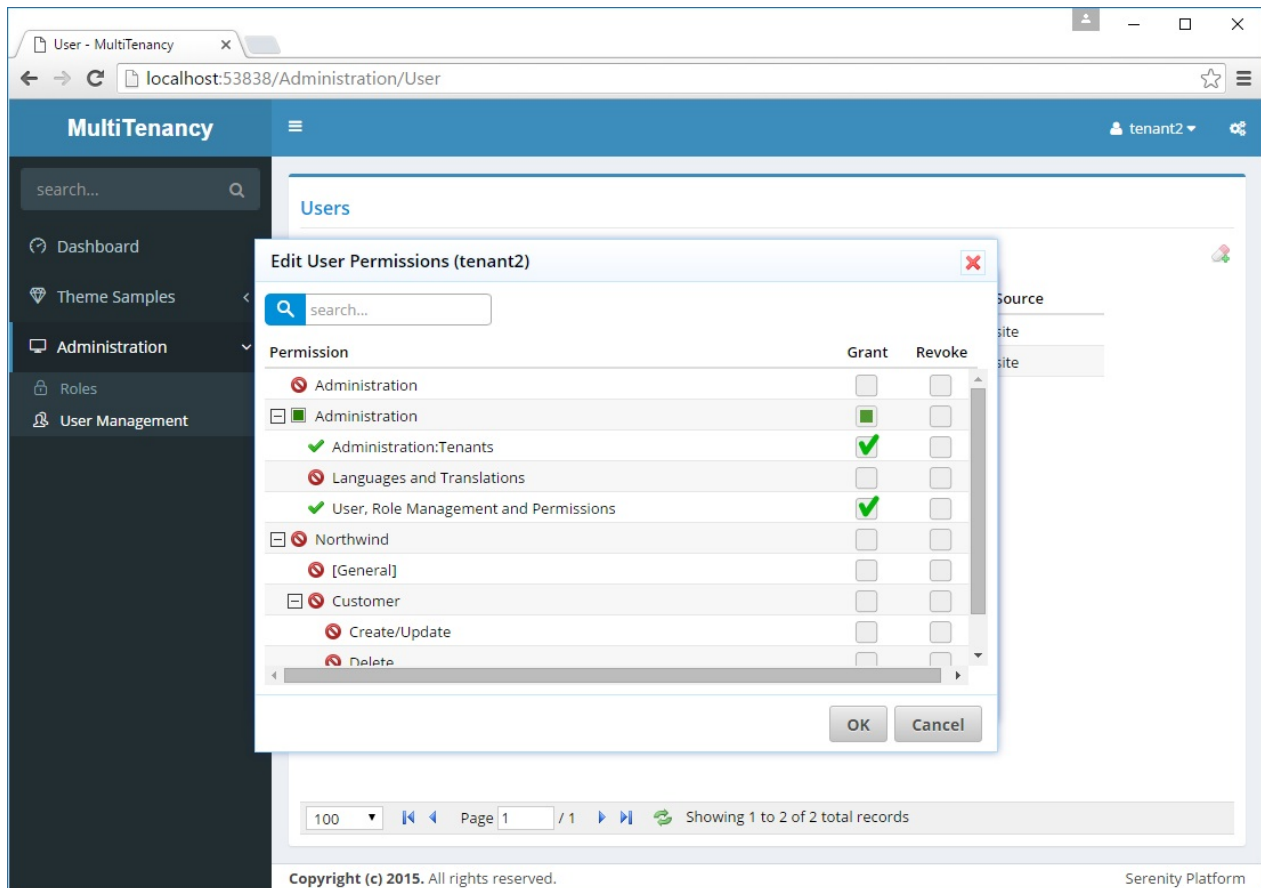 User - MultiTenancy
localhost:53838/Administration/User
MultiTenancy
tenant2
search...
Users
Dashboard
Theme Samples
Administration
Roles
User Management
Edit User Permissions (tenant2)
search...
Source
site
site
Permission Grant Revoke
Administration
Administration
Administration:Tenants
Languages and Translations
User, Role Management and Permissions
Northwind
[General]
Customer
Create/Update
Delete
OK Cancel
100 Page 1 / 1 Showing 1 to 2 of 2 total records
Copyright (c) 2015. All rights reserved. Serenity Platform